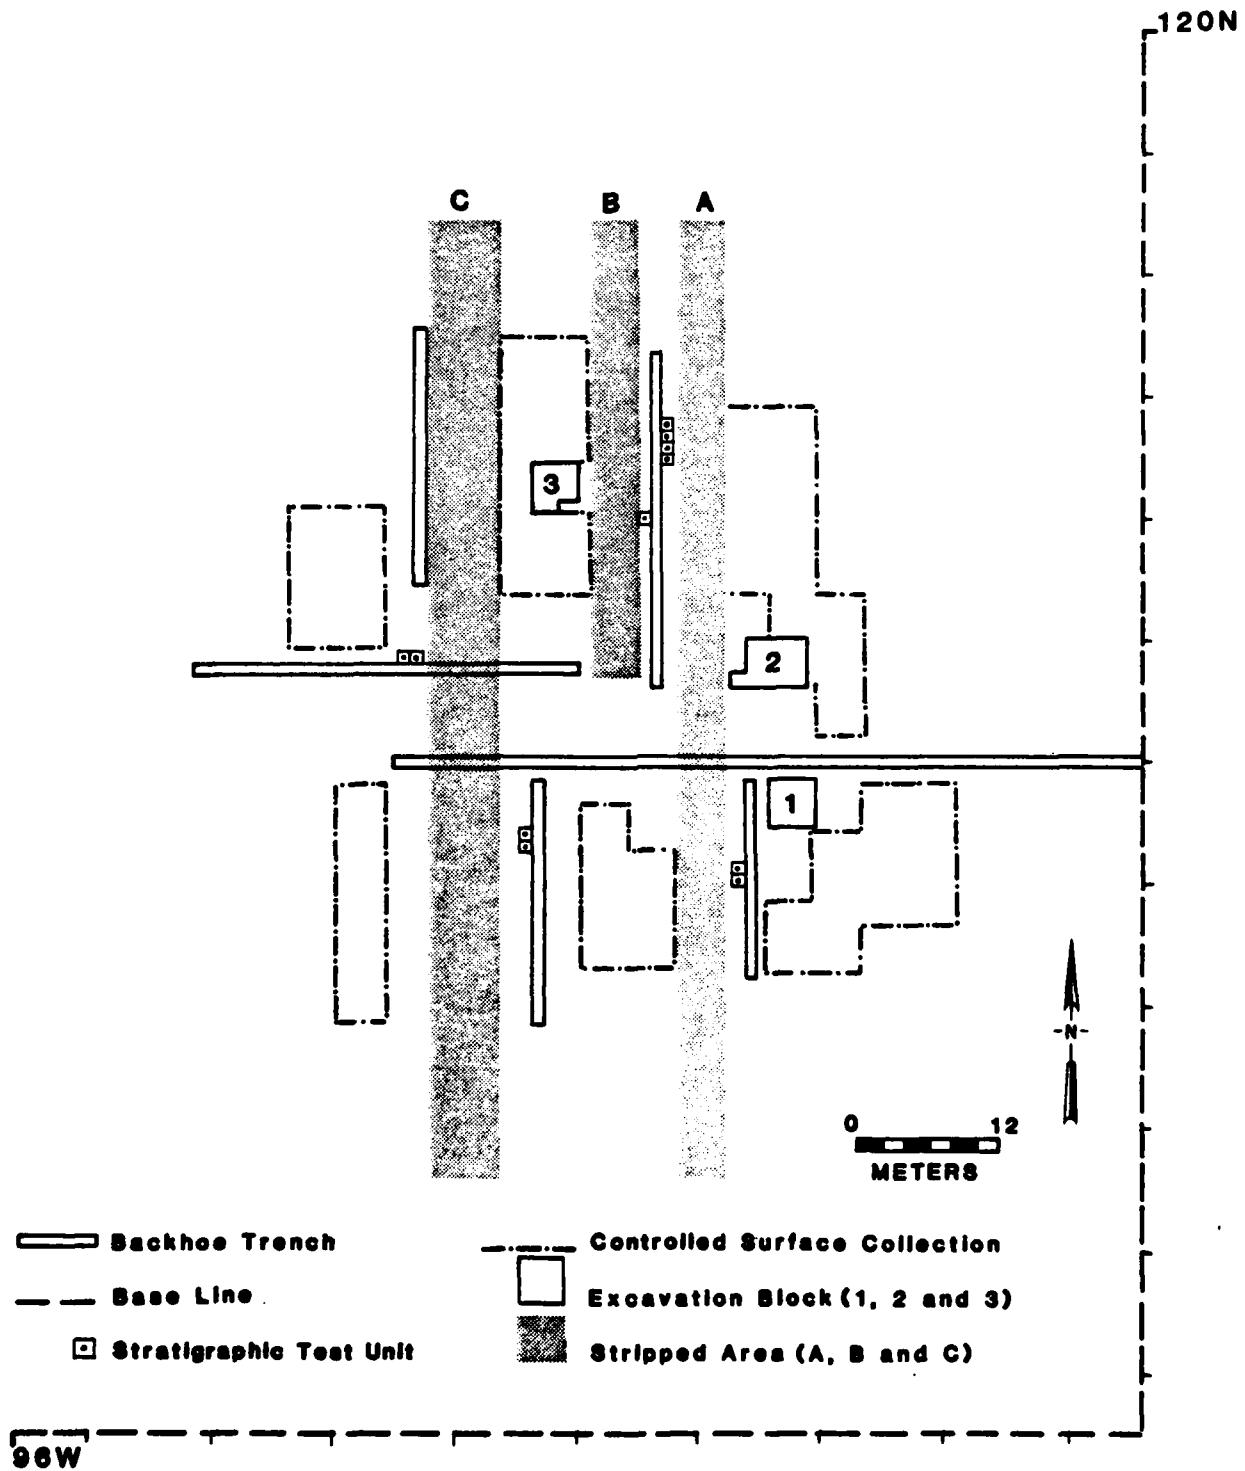 120N
C B A
3
2
1
-N-
0 12
METERS
Backhoe Trench
Base Line
Stratigraphic Test Unit
Controlled Surface Collection
Excavation Block (1, 2 and 3)
Stripped Area (A, B and C)
96W